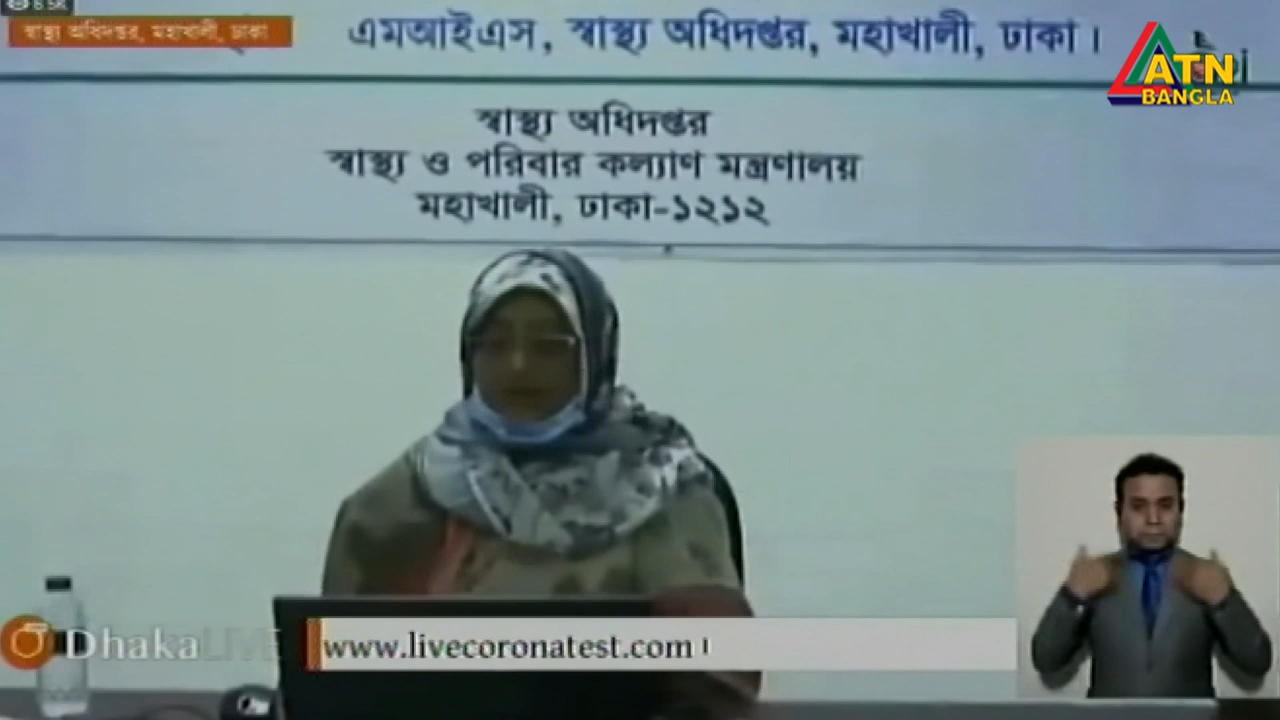 স্বাস্থ্য অধিদপ্তর, মহাখালী, ঢাকা
এমআইএস, স্বাস্থ্য অধিদপ্তর, মহাখালী, ঢাকা।
ATN
BANGLA
স্বাস্থ্য অধিদপ্তর
স্বাস্থ্য ও পরিবার কল্যাণ মন্ত্রণালয়
মহাখালী, ঢাকা-১২১২
DhakaLIVE
www.livecoronatest.com।